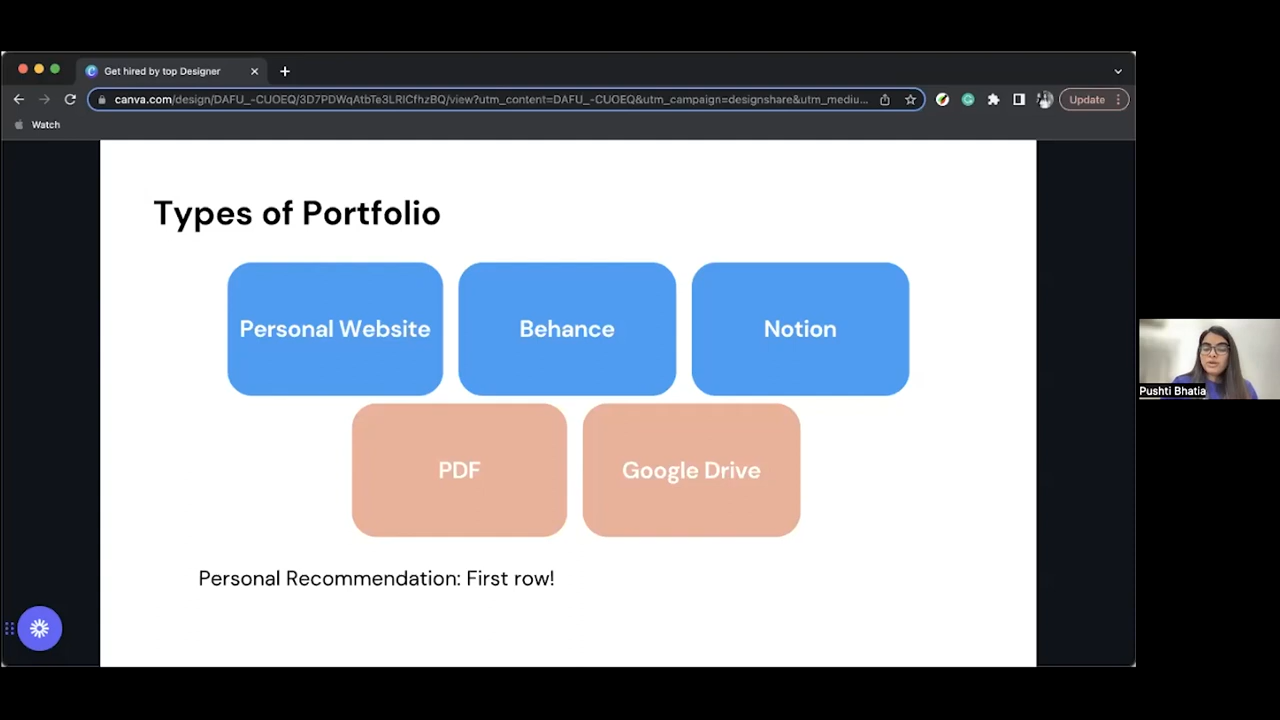 Get hired by top Designer
canva.com/design/DAFU_-CUOEQ/3D7PDWqAtbTe3LRICfhzBQ/view?utm_content=DAFU_-CUOEQ&utm_campaign=designshare&utm_mediu...
Update
Watch
Types of Portfolio
Personal Website
Behance
Notion
PDF
Google Drive
Personal Recommendation: First row!
Pushti Bhatia